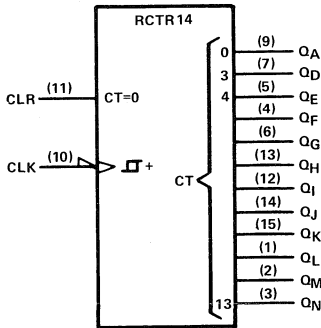 RCTR14
0 (9) QA
3 (7) QD
CLR (11) CT=0 4 (5) QE
(4) QF
(6) QG
CLK (10) + (13) QH
CT (12) QI
(14) QJ
(15) QK
(1) QL
(2) QM
13 (3) QN